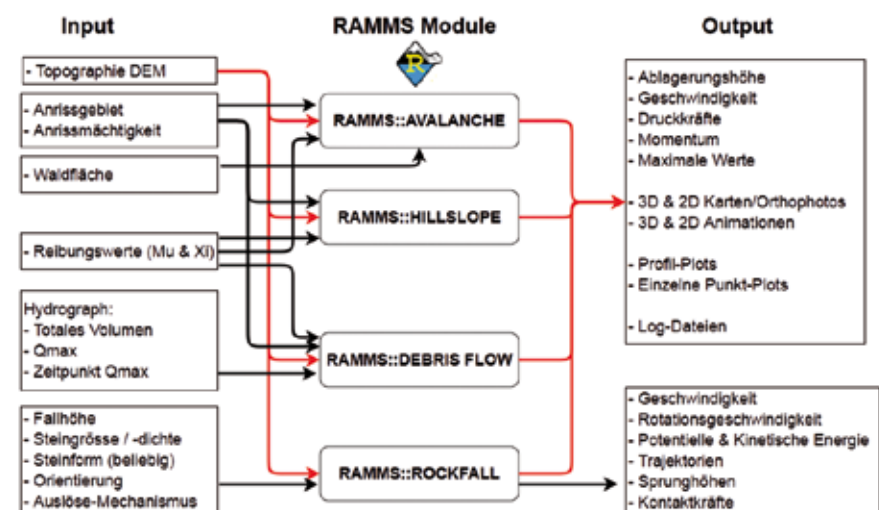 Input
RAMMS Module
Output
R
- Topographie DEM
- Anrissgebiet
- Anrissmächtigkeit
- Waldfläche
- Reibungswerte (Mu & Xi)
Hydrograph:
- Totales Volumen
- Qmax
- Zeitpunkt Qmax
- Fallhöhe
- Steingrösse / -dichte
- Steinform (beliebig)
- Orientierung
- Auslöse-Mechanismus
RAMMS::AVALANCHE
RAMMS::HILLSLOPE
RAMMS::DEBRIS FLOW
RAMMS::ROCKFALL
- Ablagerungshöhe
- Geschwindigkeit
- Druckkräfte
- Momentum
- Maximale Werte
- 3D & 2D Karten/Orthophotos
- 3D & 2D Animationen
- Profil-Plots
- Einzelne Punkt-Plots
- Log-Dateien
- Geschwindigkeit
- Rotationsgeschwindigkeit
- Potentielle & Kinetische Energie
- Trajektorien
- Sprunghöhen
- Kontaktkräfte